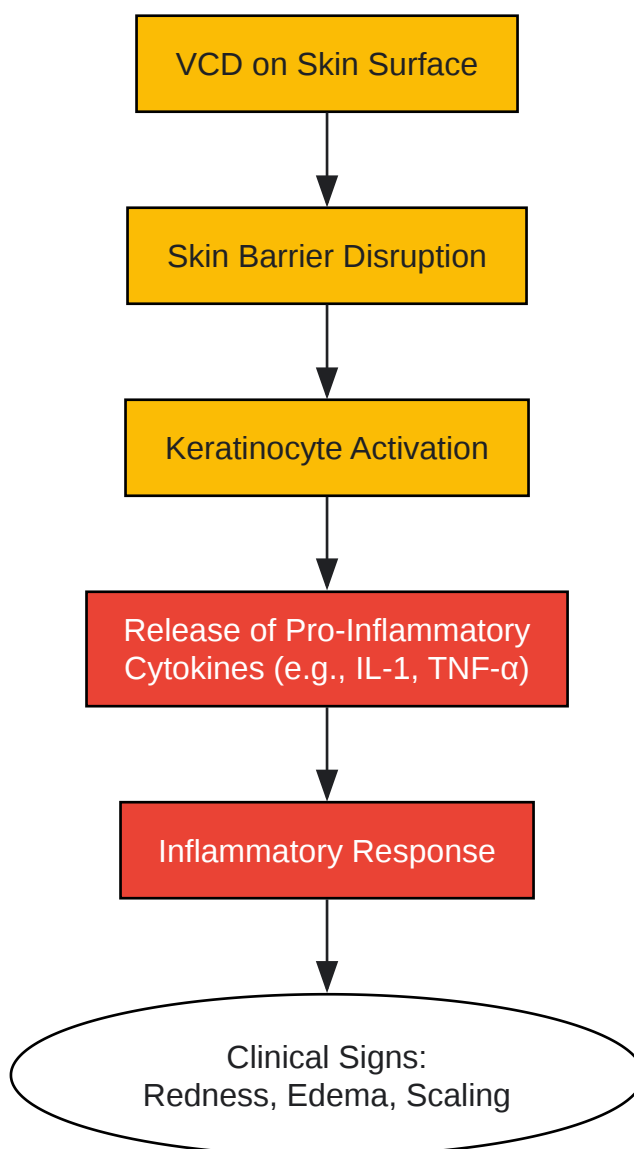 VCD on Skin Surface
Skin Barrier Disruption
Keratinocyte Activation
Release of Pro-Inflammatory
Cytokines (e.g., IL-1, TNF-α)
Inflammatory Response
Clinical Signs:
Redness, Edema, Scaling